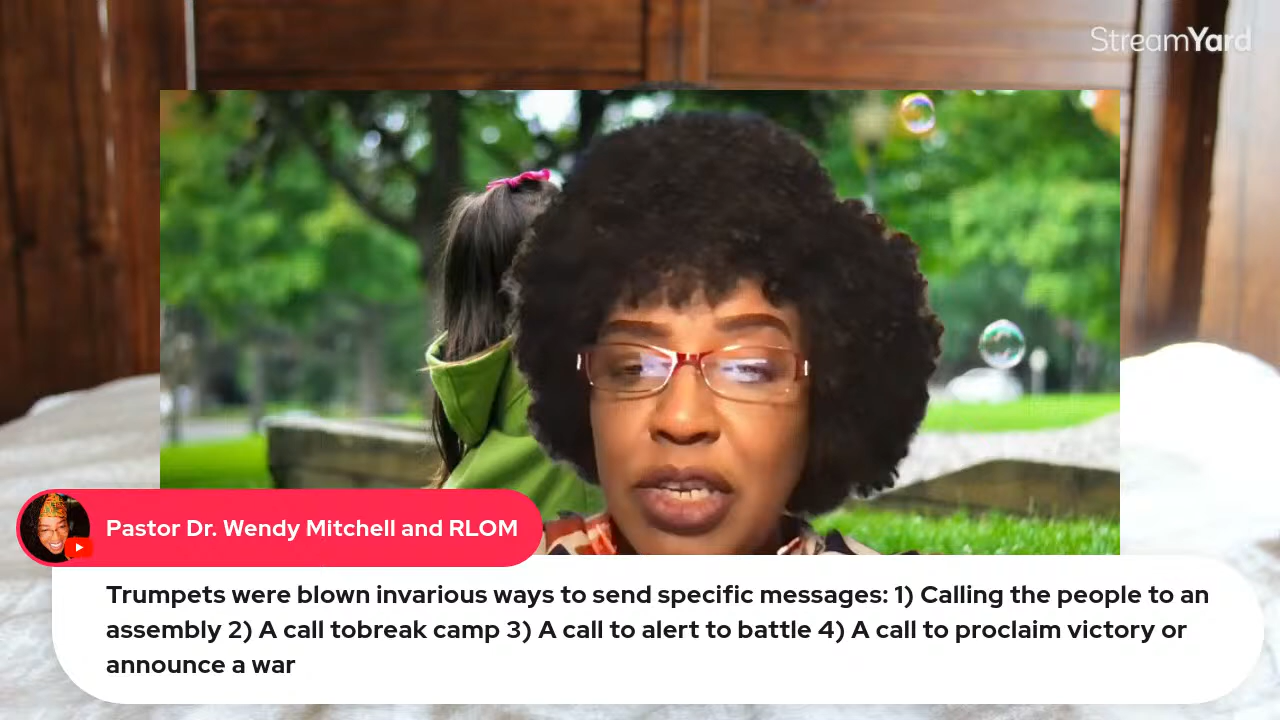 StreamYard
Pastor Dr. Wendy Mitchell and RLOM
Trumpets were blown invarious ways to send specific messages: 1) Calling the people to an
assembly 2) A call tobreak camp 3) A call to alert to battle 4) A call to proclaim victory or
announce a war